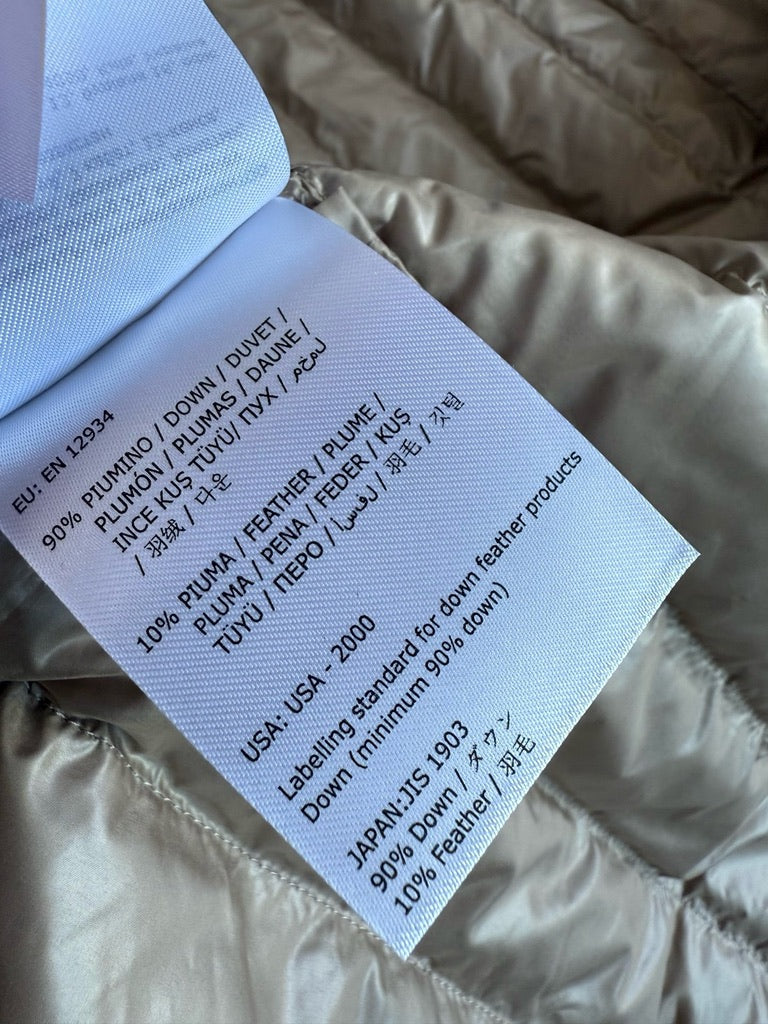 EU: EN 12934
90% PIUMINO / DOWN / DUVET /
PLUMÓN / PLUMAS / DAUNE /
INCE KUŞ TÜYÜ/ ПУХ /
/ 羽绒 / 다운
10% PIUMA / FEATHER / PLUME /
PLUMA / PENA / FEDER / KUŞ
TÜYÜ / ПЕРО / / 羽毛 / 깃털
USA: USA - 2000
Labelling standard for down feather products
Down (minimum 90% down)
JAPAN:JIS 1903
90% Down / ダウン
10% Feather / 羽毛